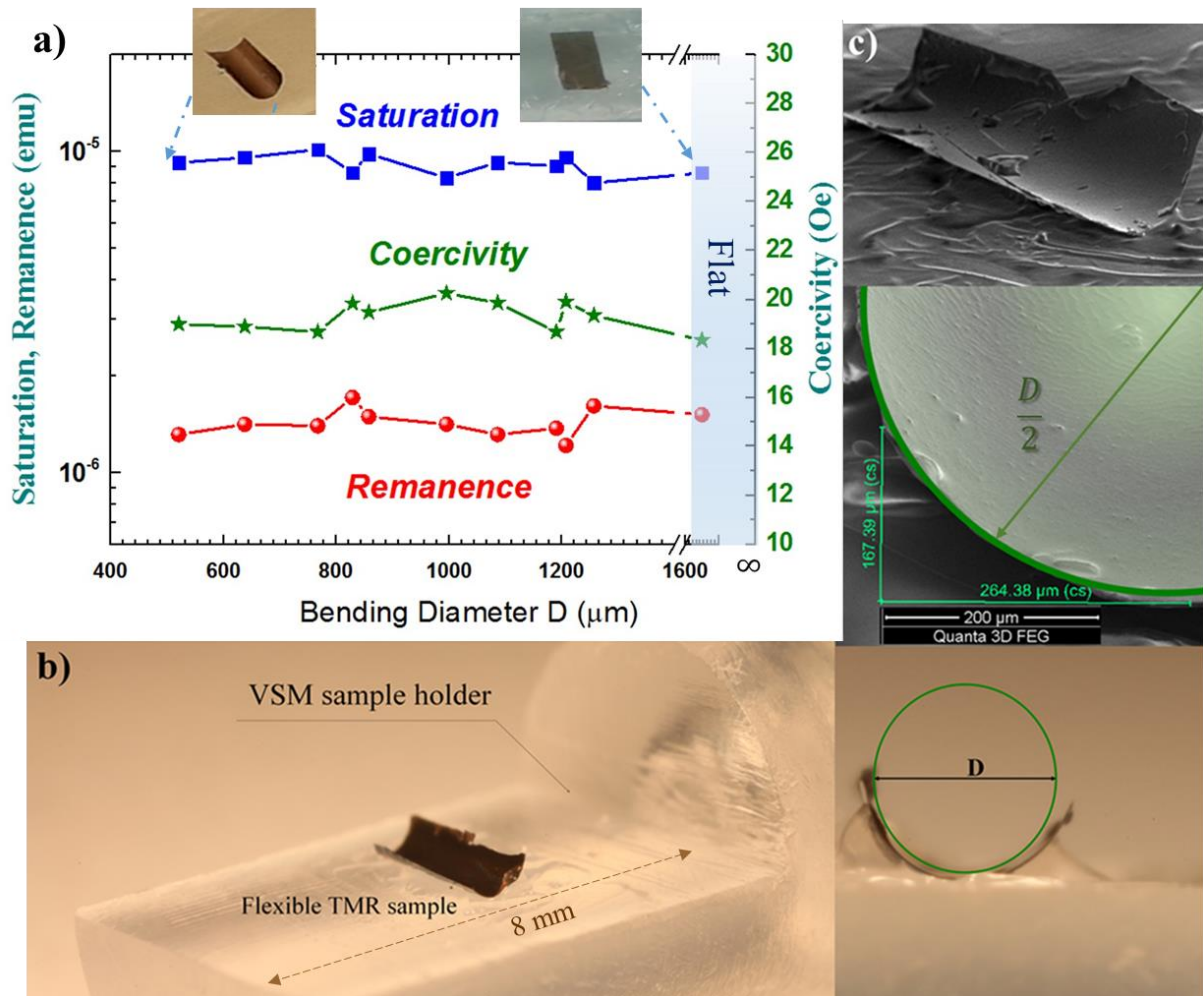 a)
Saturation, Remanence (emu)
10^-5
10^-6
Saturation
Coercivity
Remanence
Flat
30
28
26
24
22
20
18
16
14
12
10
Coercivity (Oe)
400
600
800
1000
1200
1600
∞
Bending Diameter D (μm)
c)
D
2
167.39 μm (cs)
264.38 μm (cs)
200 μm
Quanta 3D FEG
b)
VSM sample holder
Flexible TMR sample
8 mm
D